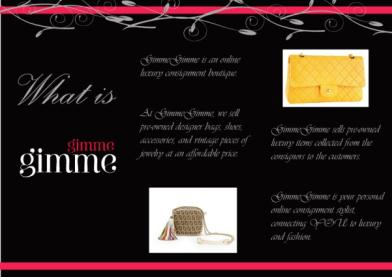 What is
gimme
gimme
GimmeGimme is an online
luxury consignment boutique.
At GimmeGimme, we sell
pre-owned designer bags, shoes,
accessories, and vintage pieces of
jewelry at an affordable price.
GimmeGimme sells pre-owned
luxury items collected from the
consignors to the customers.
GimmeGimme is your personal
online consignment stylist,
connecting YOU to luxury
and fashion.